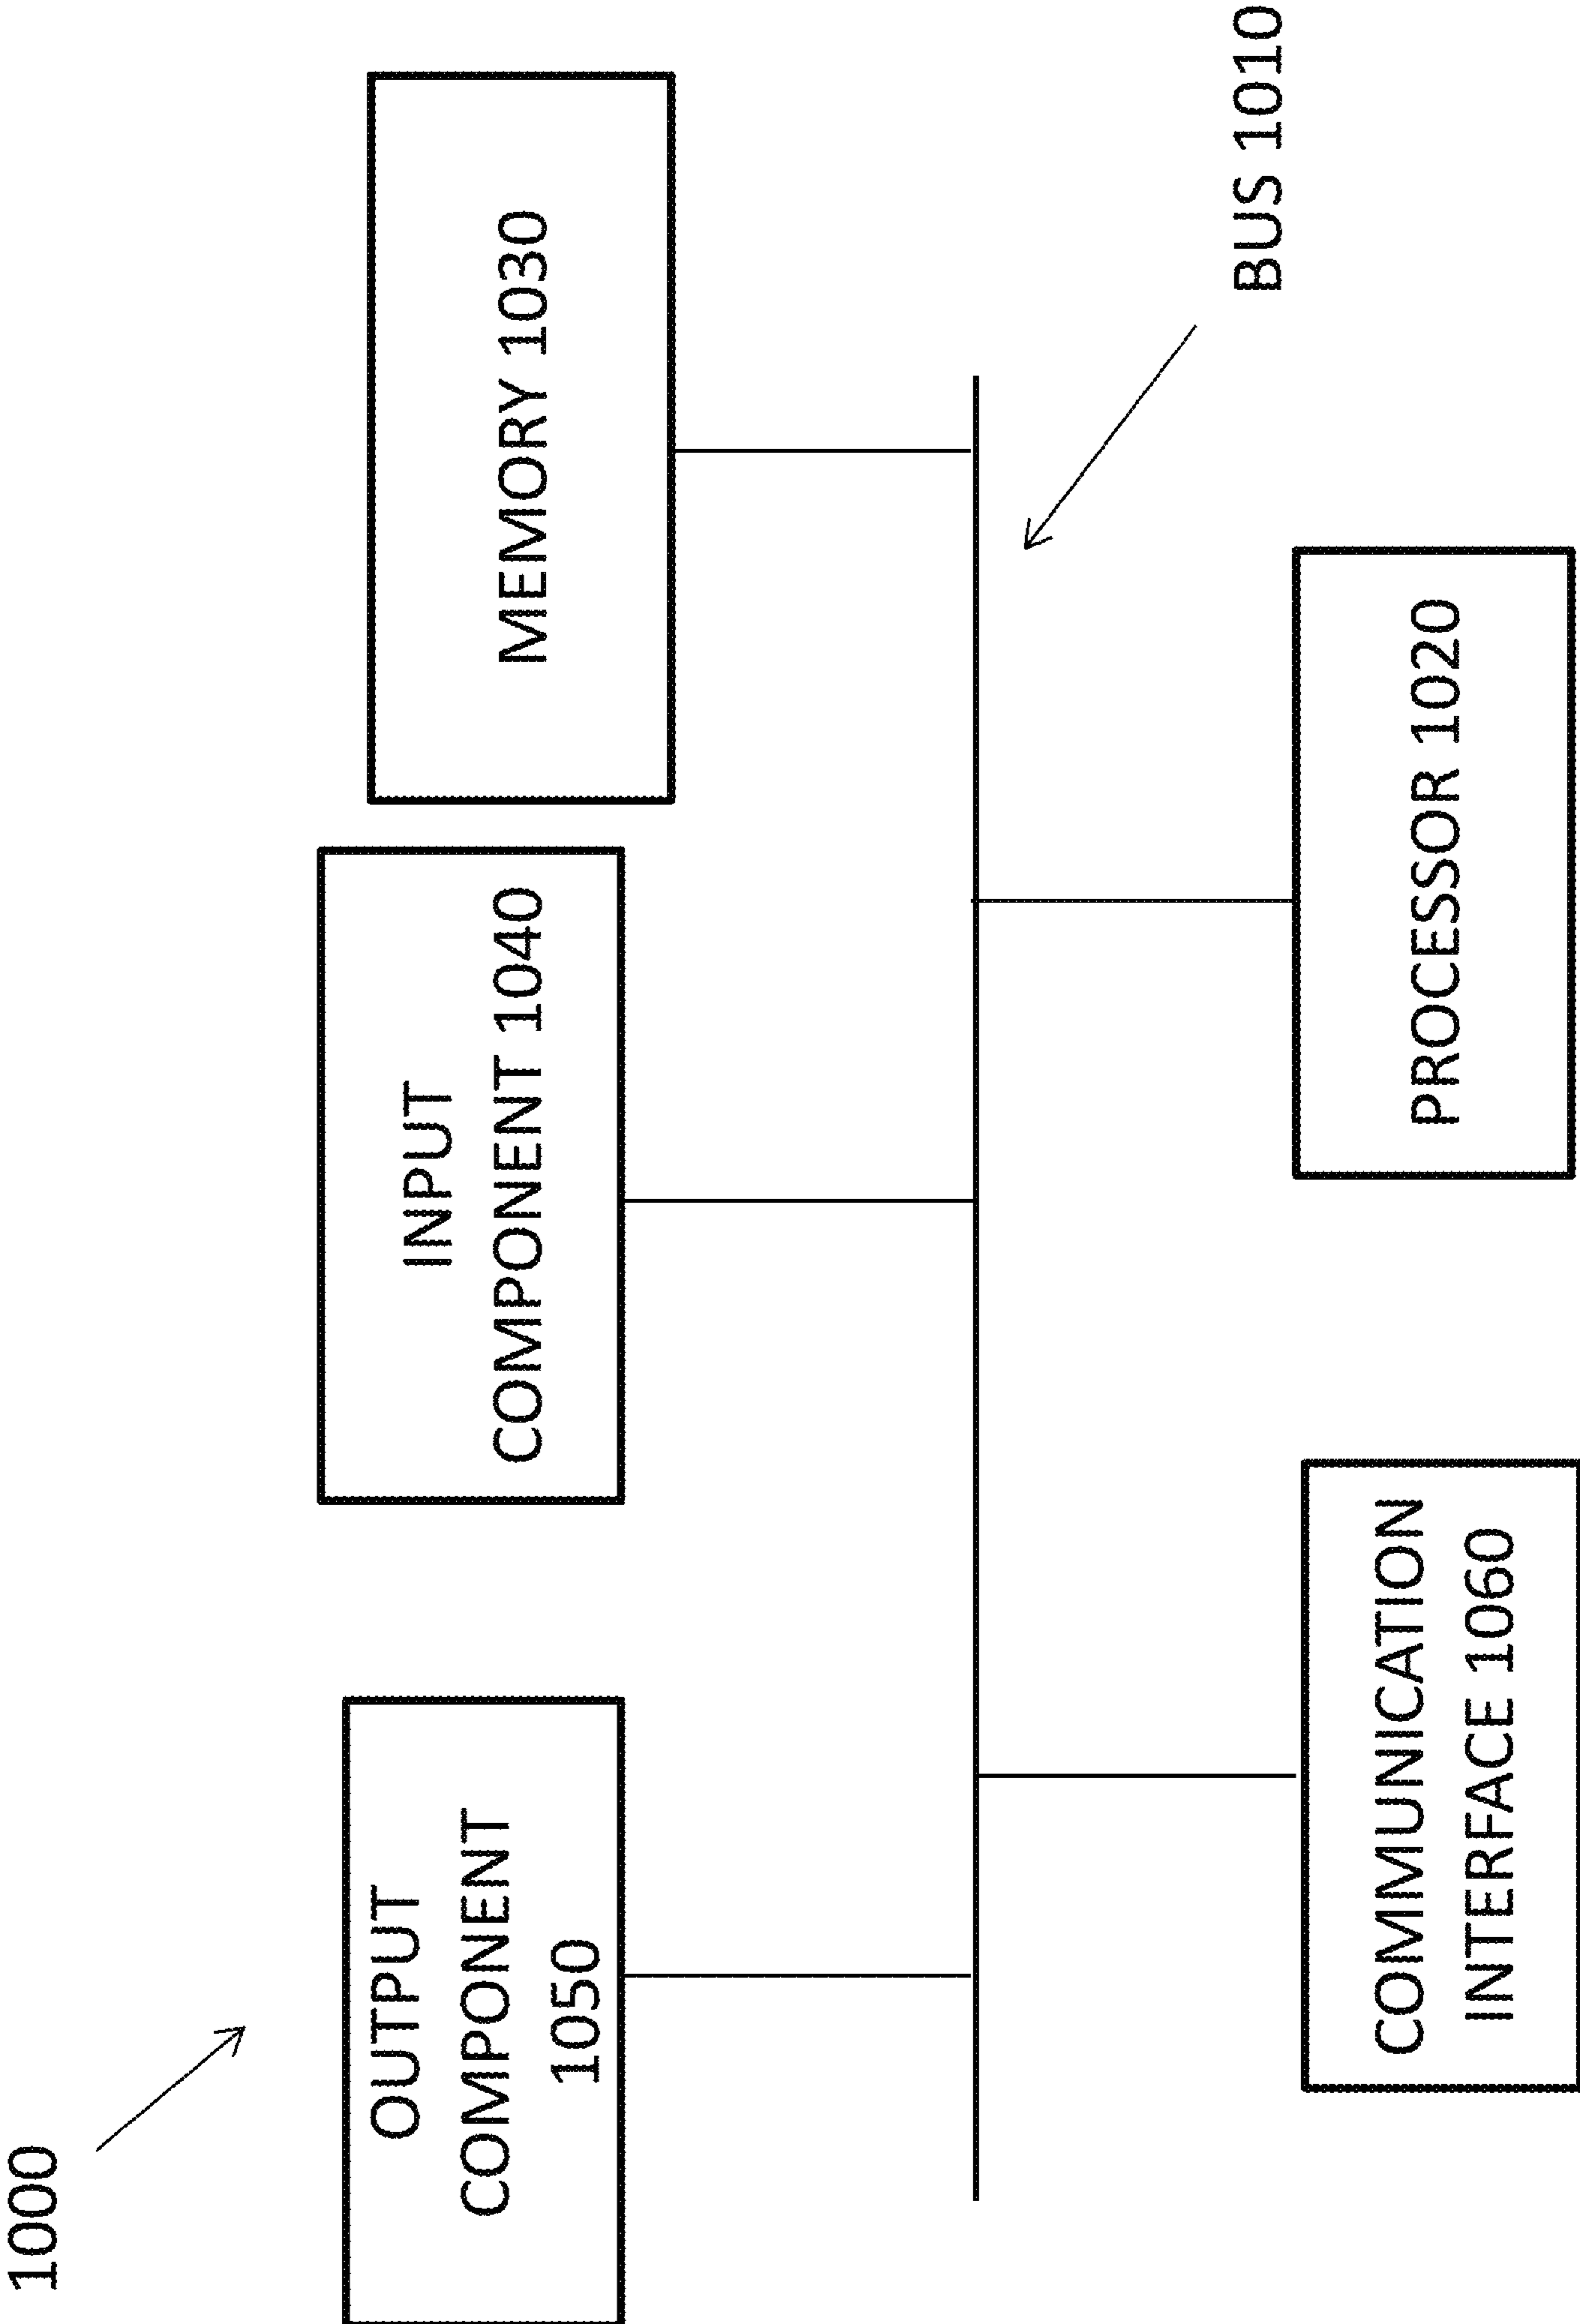 1000
OUTPUT
COMPONENT
1050
INPUT
COMPONENT 1040
MEMORY 1030
BUS 1010
COMMUNICATION
INTERFACE 1060
PROCESSOR 1020